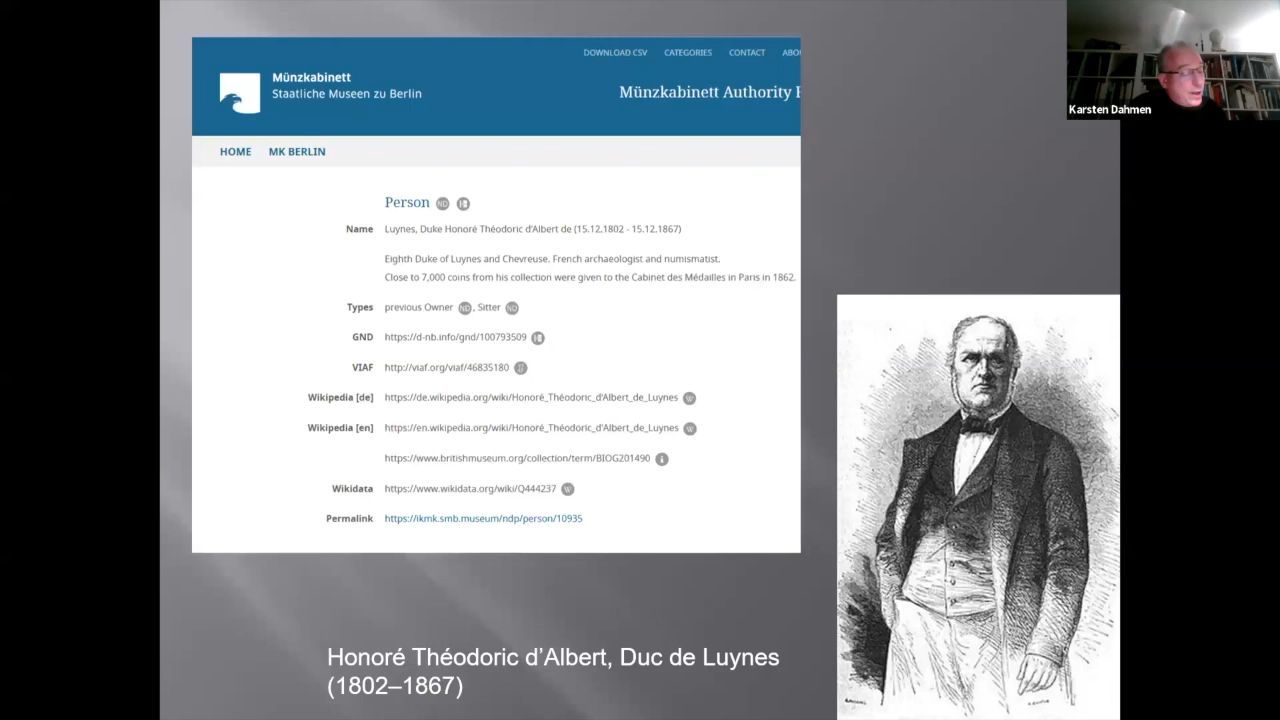 DOWNLOAD CSV CATEGORIES CONTACT ABO
Münzkabinett
Staatliche Museen zu Berlin
Münzkabinett Authority
HOME MK BERLIN
Karsten Dahmen
Person ND
Name Luynes, Duke Honoré Théodoric d'Albert de (15.12.1802 - 15.12.1867)
Eighth Duke of Luynes and Chevreuse. French archaeologist and numismatist.
Close to 7,000 coins from his collection were given to the Cabinet des Médailles in Paris in 1862.
Types previous Owner ND, Sitter ND
GND https://d-nb.info/gnd/100793509
VIAF http://viaf.org/viaf/46835180
Wikipedia [de] https://de.wikipedia.org/wiki/Honoré_Théodoric_d'Albert_de_Luynes W
Wikipedia [en] https://en.wikipedia.org/wiki/Honoré_Théodoric_d'Albert_de_Luynes W
https://www.britishmuseum.org/collection/term/BIOG201490
Wikidata https://www.wikidata.org/wiki/Q444237 W
Permalink https://ikmk.smb.museum/ndp/person/10935
Honoré Théodoric d’Albert, Duc de Luynes
(1802–1867)